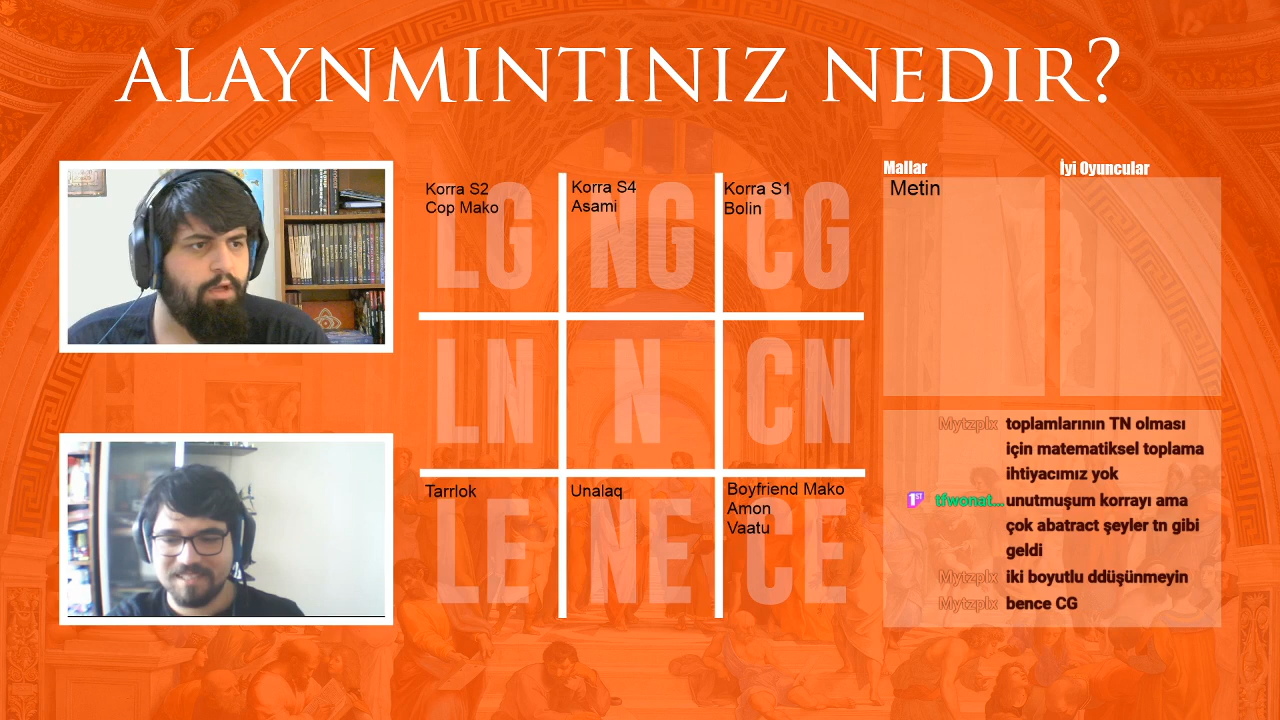 ALAYNMINTINIZ NEDIR?
Korra S2
Cop Mako
LG
Korra S4
Asami
NG
Korra S1
Bolin
CG
LN
N
CN
Tarrlok
LE
Unalaq
NE
Boyfriend Mako
Amon
Vaatu
CE
Mallar
Metin
İyi Oyuncular
Mytzplx toplamlarının TN olması
için matematiksel toplama
ihtiyacımız yok
1ST tfwonat... unutmuşum korrayı ama
çok abatract şeyler tn gibi
geldi
Mytzplx iki boyutlu ddüşünmeyin
Mytzplx bence CG